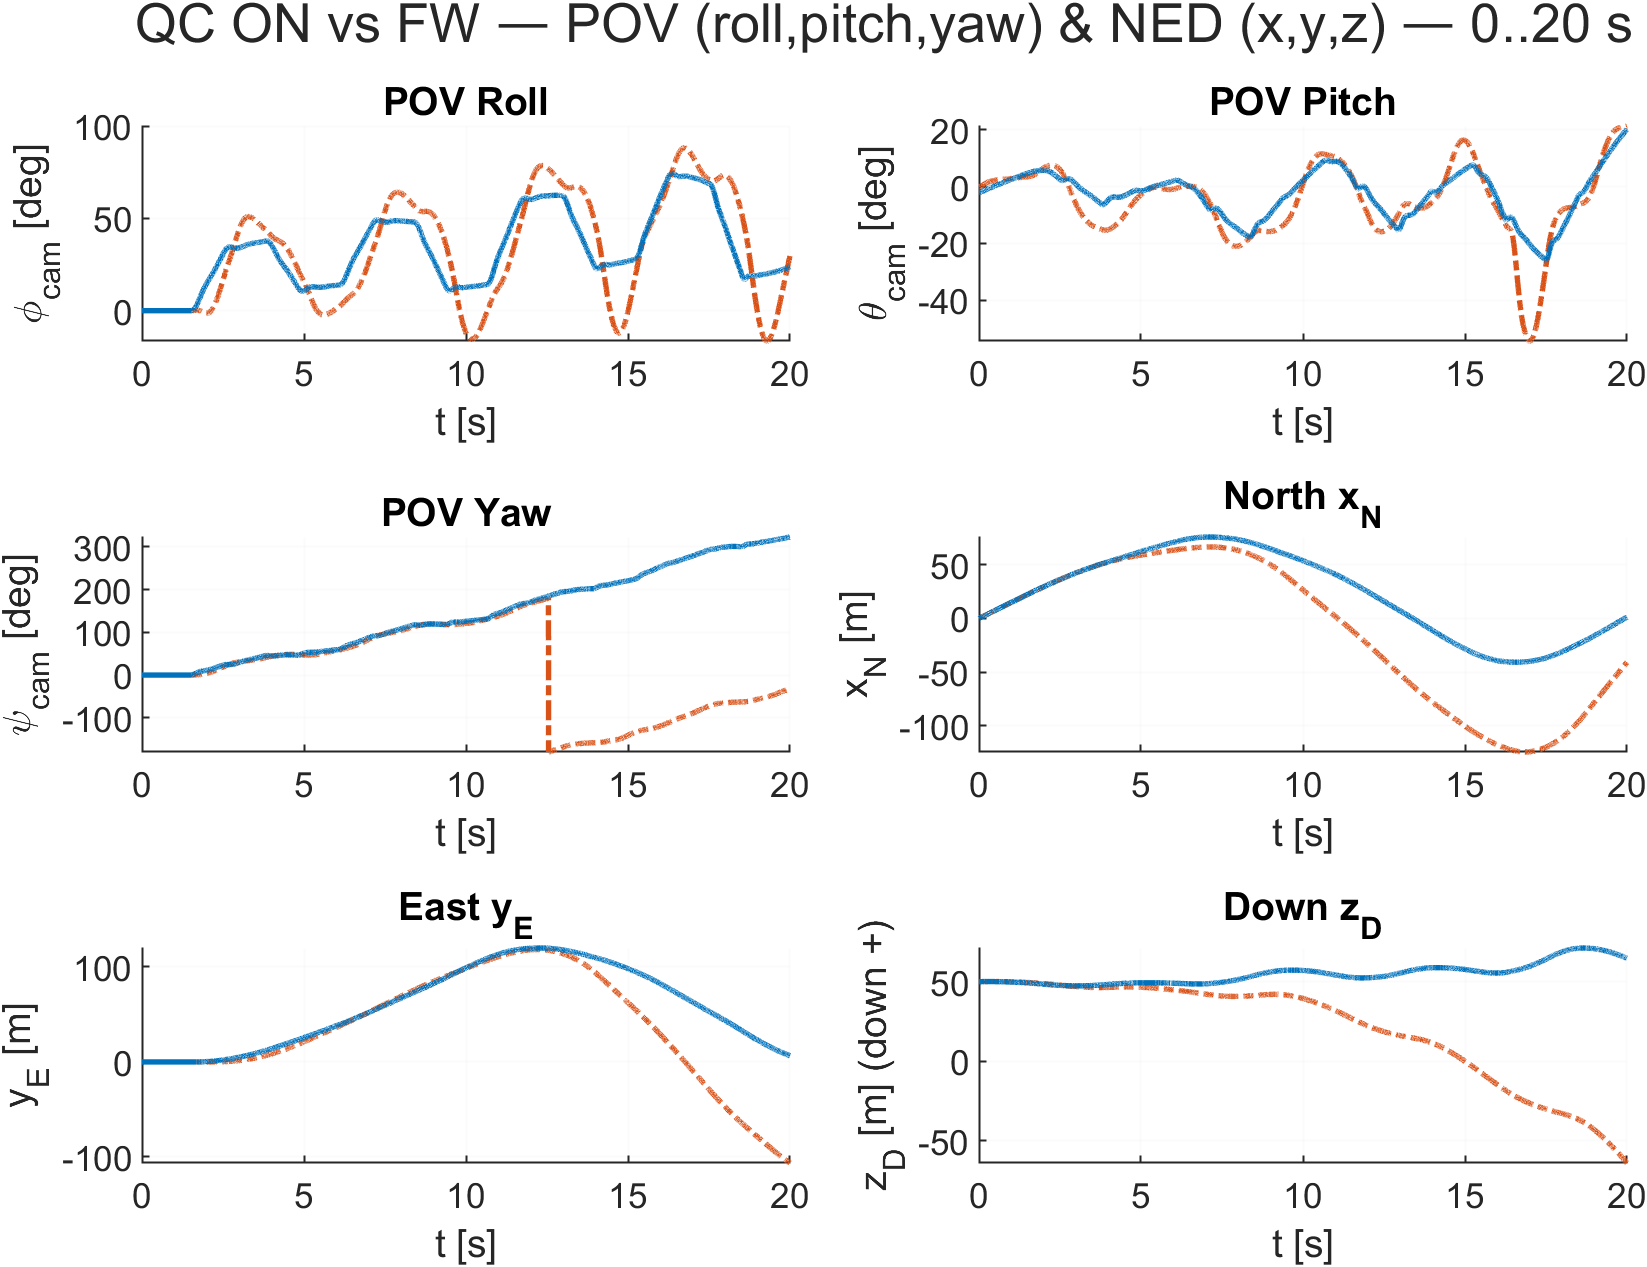 QC ON vs FW — POV (roll,pitch,yaw) & NED (x,y,z) — 0..20 s
POV Roll
ϕcam [deg]
100
50
0
0 5 10 15 20
t [s]
POV Pitch
θcam [deg]
20
0
-20
-40
0 5 10 15 20
t [s]
POV Yaw
ψcam [deg]
300
200
100
0
-100
0 5 10 15 20
t [s]
North xN
xN [m]
50
0
-50
-100
0 5 10 15 20
t [s]
East yE
yE [m]
100
0
-100
0 5 10 15 20
t [s]
Down zD
zD [m] (down +)
50
0
-50
0 5 10 15 20
t [s]